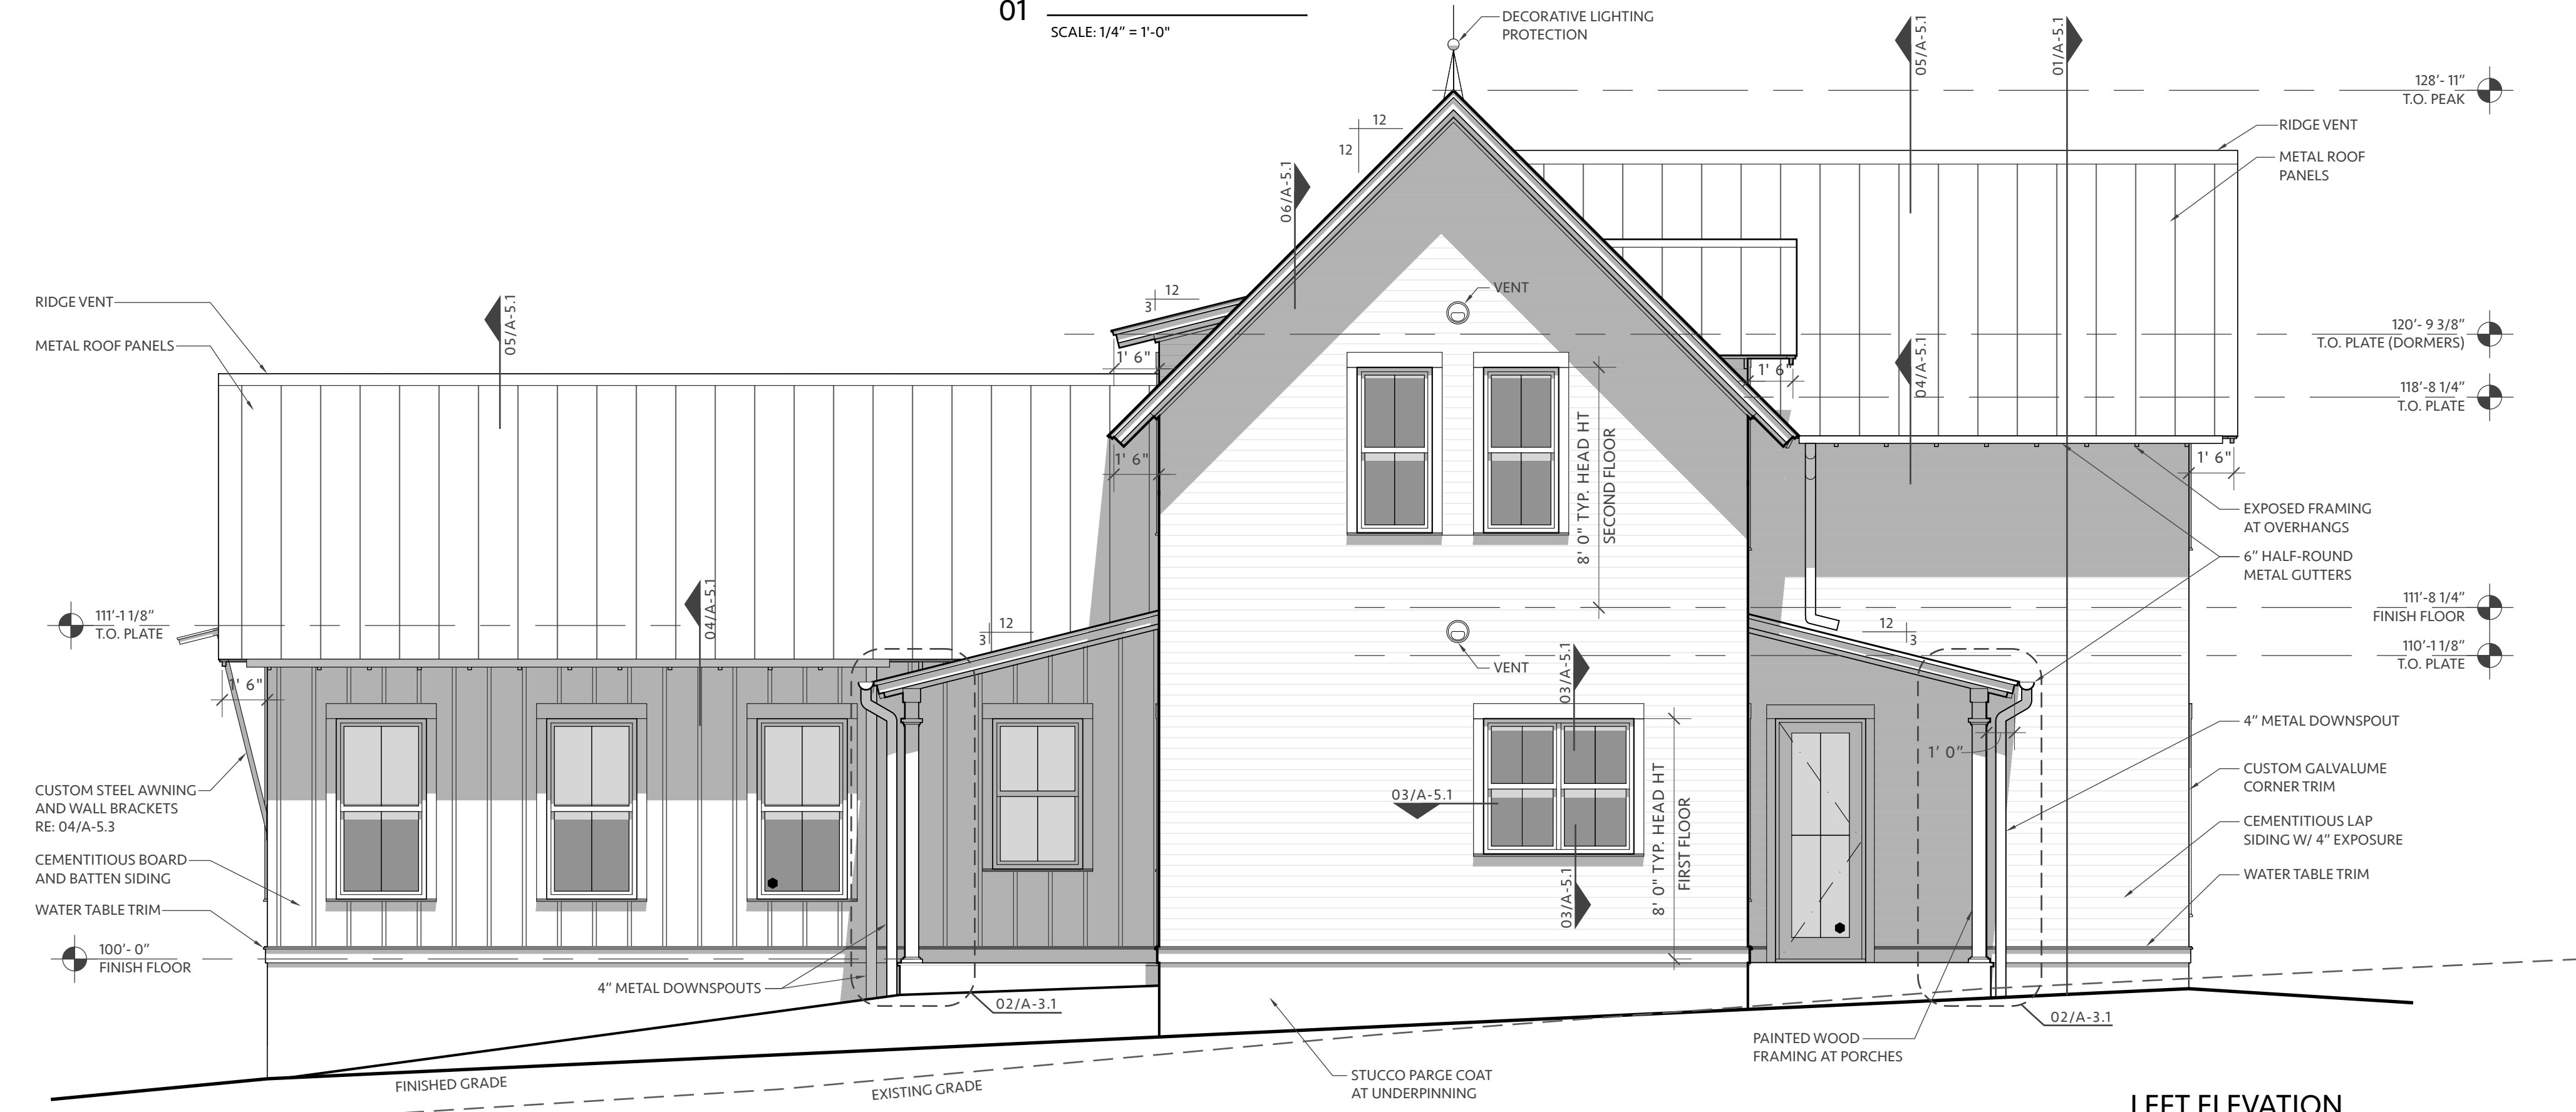 01
SCALE: 1/4" = 1'-0"
DECORATIVE LIGHTING
PROTECTION
05/A-5.1
01/A-5.1
128'- 11"
T.O. PEAK
RIDGE VENT
METAL ROOF
PANELS
12
12
06/A-5.1
RIDGE VENT
METAL ROOF PANELS
05/A-5.1
12
3
1' 6"
VENT
120'- 9 3/8"
T.O. PLATE (DORMERS)
1' 6"
04/A-5.1
118'-8 1/4"
T.O. PLATE
1' 6"
8' 0" TYP. HEAD HT
SECOND FLOOR
1' 6"
EXPOSED FRAMING
AT OVERHANGS
6" HALF-ROUND
METAL GUTTERS
111'-1 1/8"
T.O. PLATE
04/A-5.1
12
3
12
3
111'-8 1/4"
FINISH FLOOR
110'-1 1/8"
T.O. PLATE
VENT
03/A-5.1
1' 6"
4" METAL DOWNSPOUT
1' 0"
CUSTOM STEEL AWNING
AND WALL BRACKETS
RE: 04/A-5.3
03/A-5.1
8' 0" TYP. HEAD HT
FIRST FLOOR
CUSTOM GALVALUME
CORNER TRIM
CEMENTITIOUS LAP
SIDING W/ 4" EXPOSURE
CEMENTITIOUS BOARD
AND BATTEN SIDING
03/A-5.1
WATER TABLE TRIM
WATER TABLE TRIM
100'- 0"
FINISH FLOOR
4" METAL DOWNSPOUTS
02/A-3.1
02/A-3.1
PAINTED WOOD
FRAMING AT PORCHES
FINISHED GRADE
EXISTING GRADE
STUCCO PARGE COAT
AT UNDERPINNING
LEFT ELEVATION